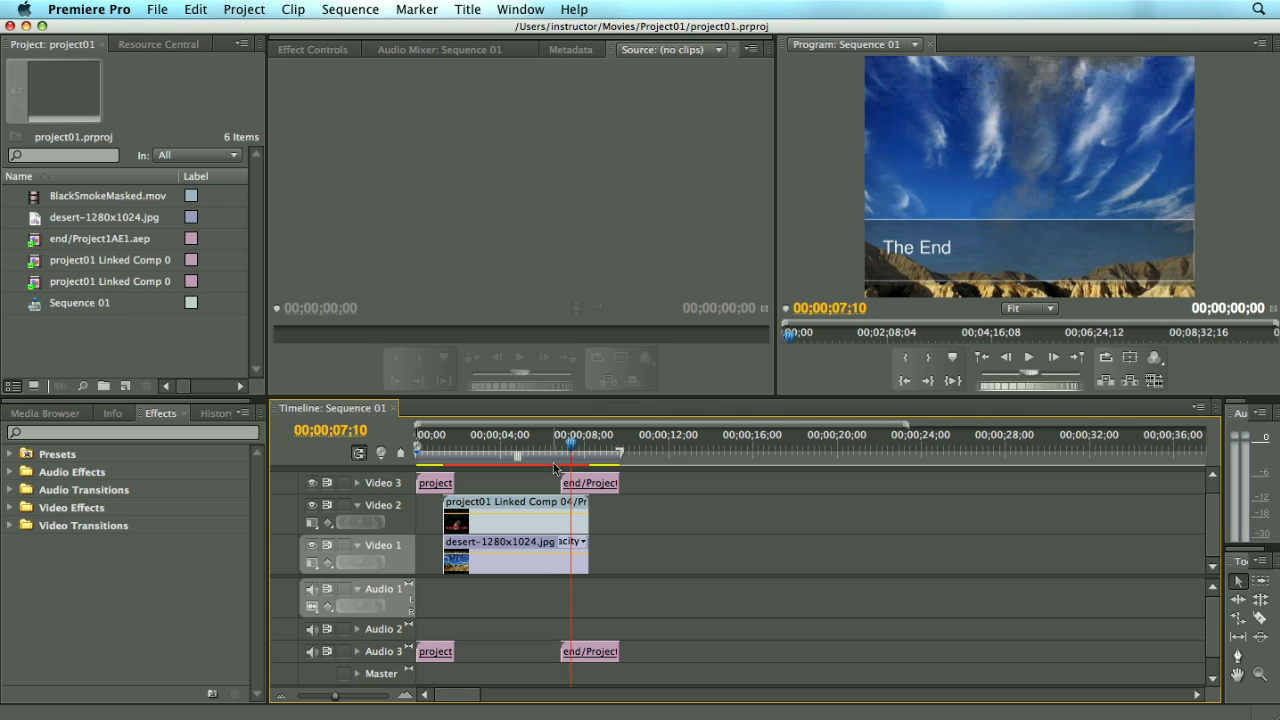 Premiere Pro File Edit Project Clip Sequence Marker Title Window Help
/Users/instructor/Movies/Project01/project01.prproj
Project: project01 Resource Central
project01.prproj 6 Items
In: All
Name Label
BlackSmokeMasked.mov
desert-1280x1024.jpg
end/Project1AE1.aep
project01 Linked Comp 0
project01 Linked Comp 0
Sequence 01
Effect Controls Audio Mixer: Sequence 01 Metadata Source: (no clips)
00;00;00;00 00;00;00;00
Program: Sequence 01
The End
00;00;07;10 Fit 00;00;00;00
00;00 00;02;08;04 00;04;16;08 00;06;24;12 00;08;32;16 0
Media Browser Info Effects History
Presets
Audio Effects
Audio Transitions
Video Effects
Video Transitions
Timeline: Sequence 01
00;00;07;10
00;00 00;00;04;00 00;00;08;00 00;00;12;00 00;00;16;00 00;00;20;00 00;00;24;00 00;00;28;00 00;00;32;00 00;00;36;00
Video 3 project end/Project
Video 2 project01 Linked Comp 04/Pr
Video 1 desert-1280x1024.jpg acity
Audio 1
L
R
Audio 2
Audio 3 project end/Project
Master
Au
0
-6
-12
-18
To